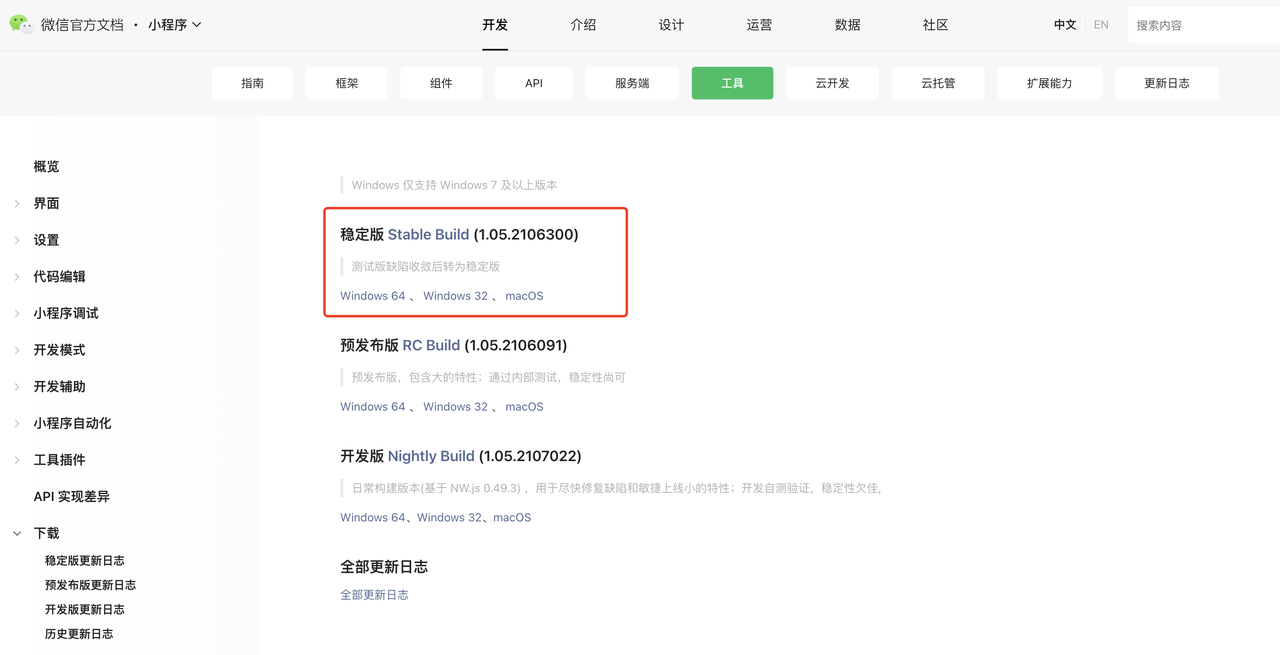 微信官方文档 · 小程序
开发 介绍 设计 运营 数据 社区 中文 EN 搜索内容
指南 框架 组件 API 服务端 工具 云开发 云托管 扩展能力 更新日志
概览
界面
设置
代码编辑
小程序调试
开发模式
开发辅助
小程序自动化
工具插件
API 实现差异
下载
稳定版更新日志
预发布版更新日志
开发版更新日志
历史更新日志
Windows 仅支持 Windows 7 及以上版本
稳定版 Stable Build (1.05.2106300)
测试版缺陷收敛后转为稳定版
Windows 64 、 Windows 32 、 macOS
预发布版 RC Build (1.05.2106091)
预发布版，包含大的特性；通过内部测试，稳定性尚可
Windows 64 、 Windows 32 、 macOS
开发版 Nightly Build (1.05.2107022)
日常构建版本(基于 NW.js 0.49.3) ，用于尽快修复缺陷和敏捷上线小的特性；开发自测验证，稳定性欠佳,
Windows 64、Windows 32、macOS
全部更新日志
全部更新日志